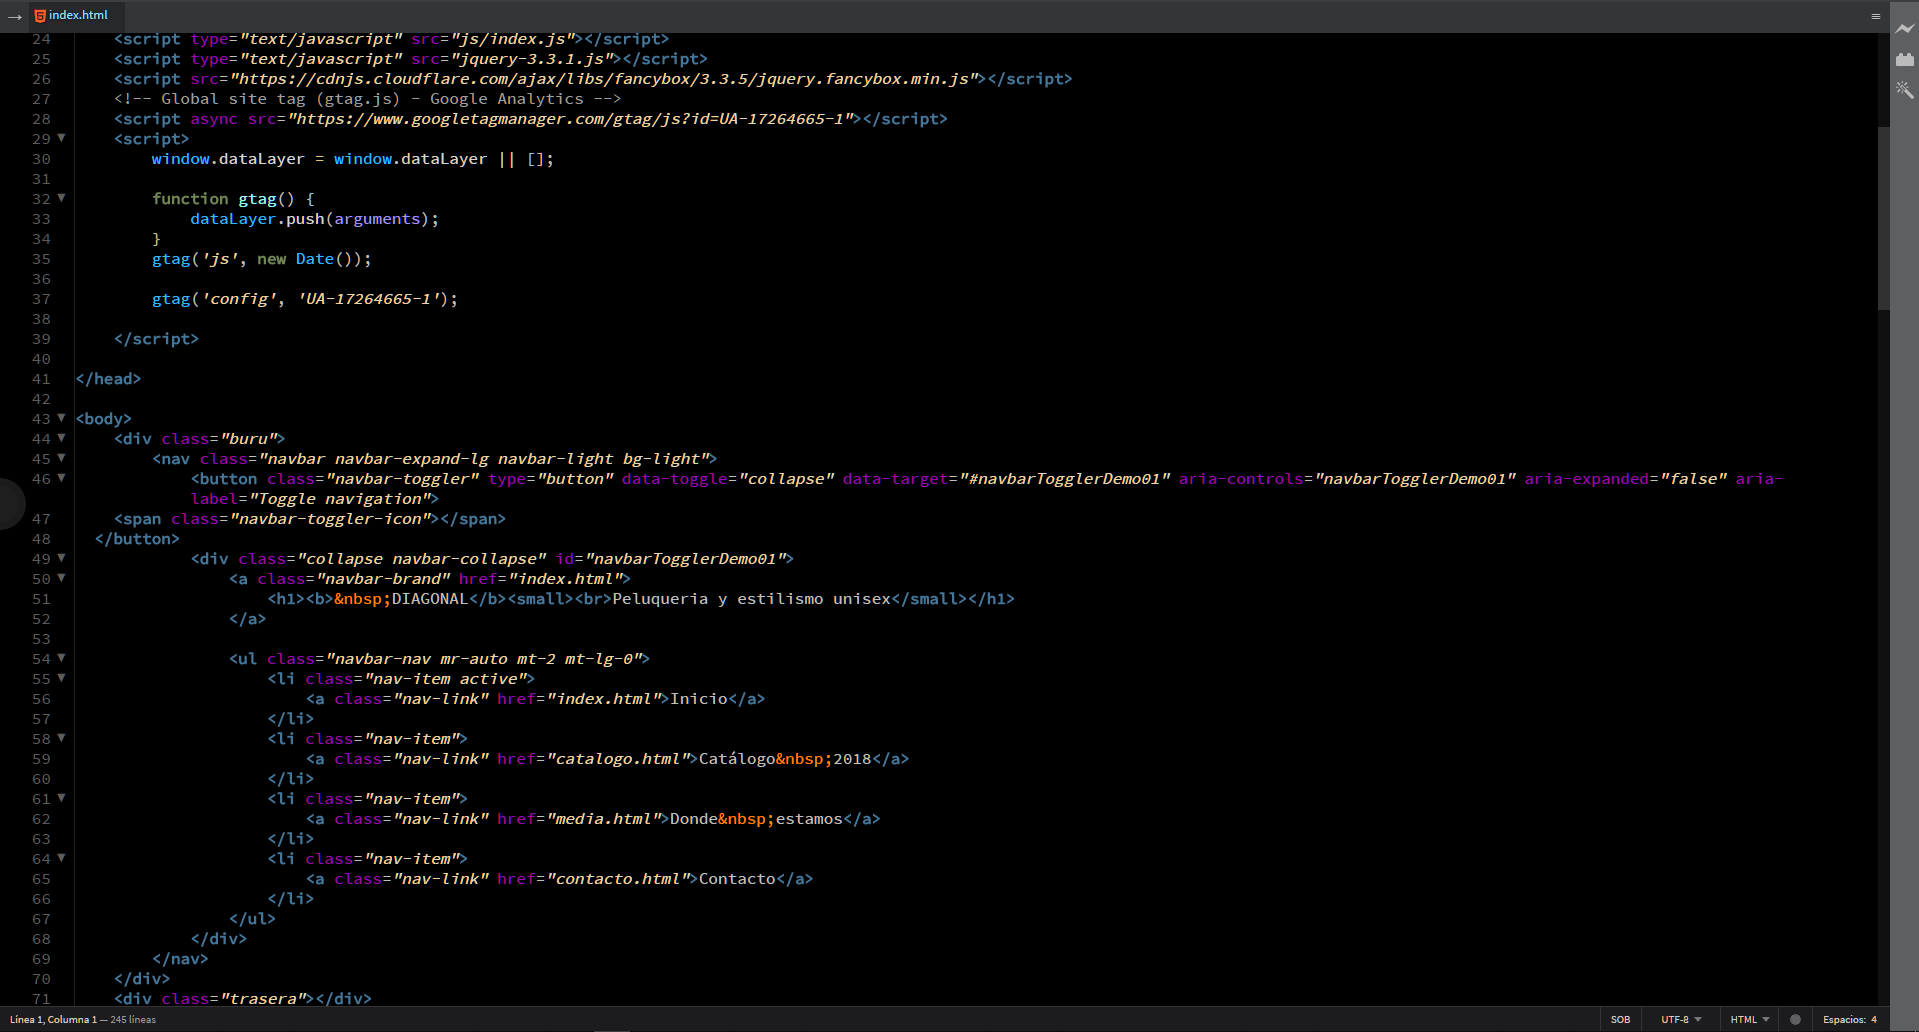 index.html
24 <script type="text/javascript" src="js/index.js"></script>
25 <script type="text/javascript" src="jquery-3.3.1.js"></script>
26 <script src="https://cdnjs.cloudflare.com/ajax/libs/fancybox/3.3.5/jquery.fancybox.min.js"></script>
27 <!-- Global site tag (gtag.js) - Google Analytics -->
28 <script async src="https://www.googletagmanager.com/gtag/js?id=UA-17264665-1"></script>
29 <script>
30 window.dataLayer = window.dataLayer || [];
31
32 function gtag() {
33 dataLayer.push(arguments);
34 }
35 gtag('js', new Date());
36
37 gtag('config', 'UA-17264665-1');
38
39 </script>
40
41 </head>
42
43 <body>
44 <div class="buru">
45 <nav class="navbar navbar-expand-lg navbar-light bg-light">
46 <button class="navbar-toggler" type="button" data-toggle="collapse" data-target="#navbarTogglerDemo01" aria-controls="navbarTogglerDemo01" aria-expanded="false" aria-
label="Toggle navigation">
47 <span class="navbar-toggler-icon"></span>
48 </button>
49 <div class="collapse navbar-collapse" id="navbarTogglerDemo01">
50 <a class="navbar-brand" href="index.html">
51 <h1><b>&nbsp;DIAGONAL</b><small><br>Peluqueria y estilismo unisex</small></h1>
52 </a>
53
54 <ul class="navbar-nav mr-auto mt-2 mt-lg-0">
55 <li class="nav-item active">
56 <a class="nav-link" href="index.html">Inicio</a>
57 </li>
58 <li class="nav-item">
59 <a class="nav-link" href="catalogo.html">Catálogo&nbsp;2018</a>
60 </li>
61 <li class="nav-item">
62 <a class="nav-link" href="media.html">Donde&nbsp;estamos</a>
63 </li>
64 <li class="nav-item">
65 <a class="nav-link" href="contacto.html">Contacto</a>
66 </li>
67 </ul>
68 </div>
69 </nav>
70 </div>
71 <div class="trasera"></div>
Línea 1, Columna 1 — 245 líneas SOB UTF-8 HTML Espacios: 4